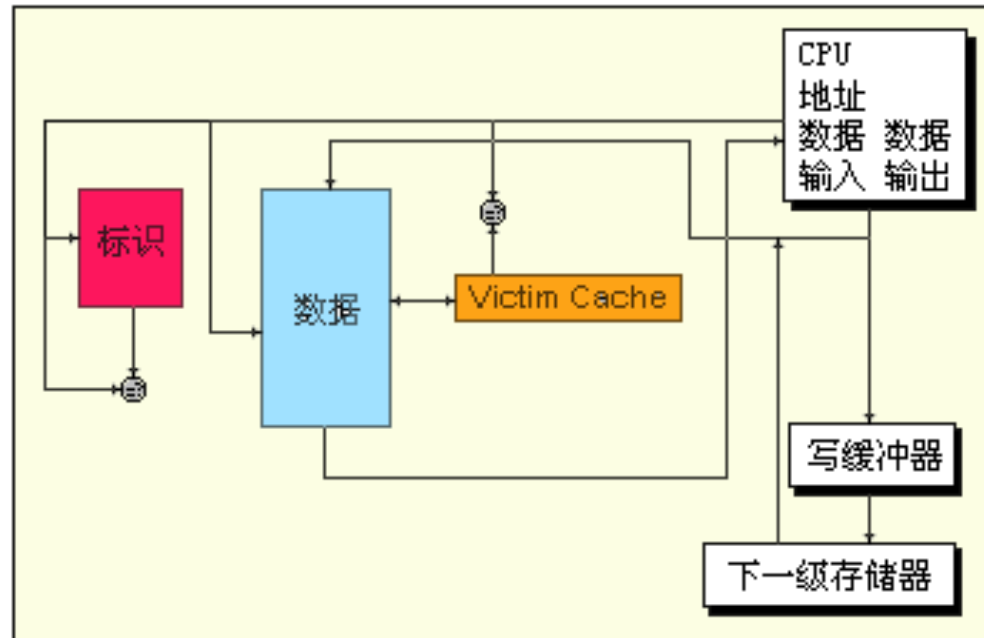 CPU
地址
数据 数据
输入 输出
标识
数据
Victim Cache
写缓冲器
下一级存储器